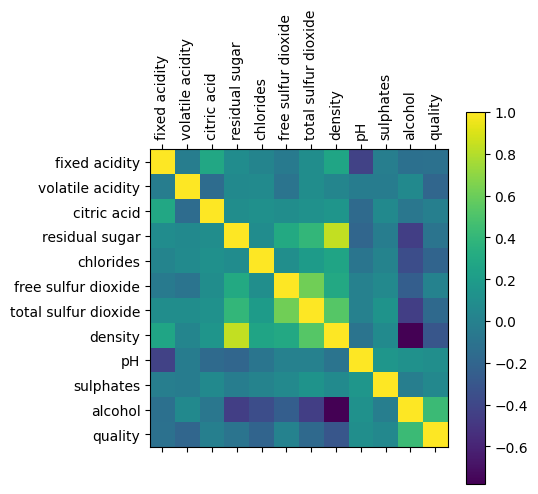 fixed acidity
volatile acidity
citric acid
residual sugar
chlorides
free sulfur dioxide
total sulfur dioxide
density
pH
sulphates
alcohol
quality
fixed acidity
volatile acidity
citric acid
residual sugar
chlorides
free sulfur dioxide
total sulfur dioxide
density
pH
sulphates
alcohol
quality
1.0
0.8
0.6
0.4
0.2
0.0
−0.2
−0.4
−0.6